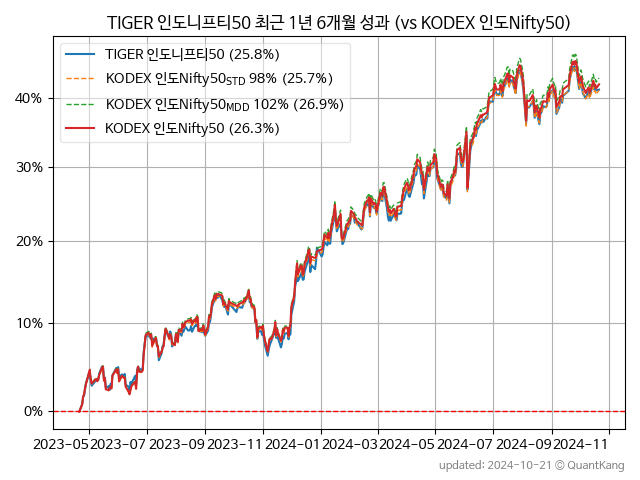 TIGER 인도니프티50 최근 1년 6개월 성과 (vs KODEX 인도Nifty50)
TIGER 인도니프티50 (25.8%)
KODEX 인도Nifty50STD 98% (25.7%)
KODEX 인도Nifty50MDD 102% (26.9%)
KODEX 인도Nifty50 (26.3%)
40%
30%
20%
10%
0%
2023-05 2023-07 2023-09 2023-11 2024-01 2024-03 2024-05 2024-07 2024-09 2024-11
updated: 2024-10-21 © QuantKang